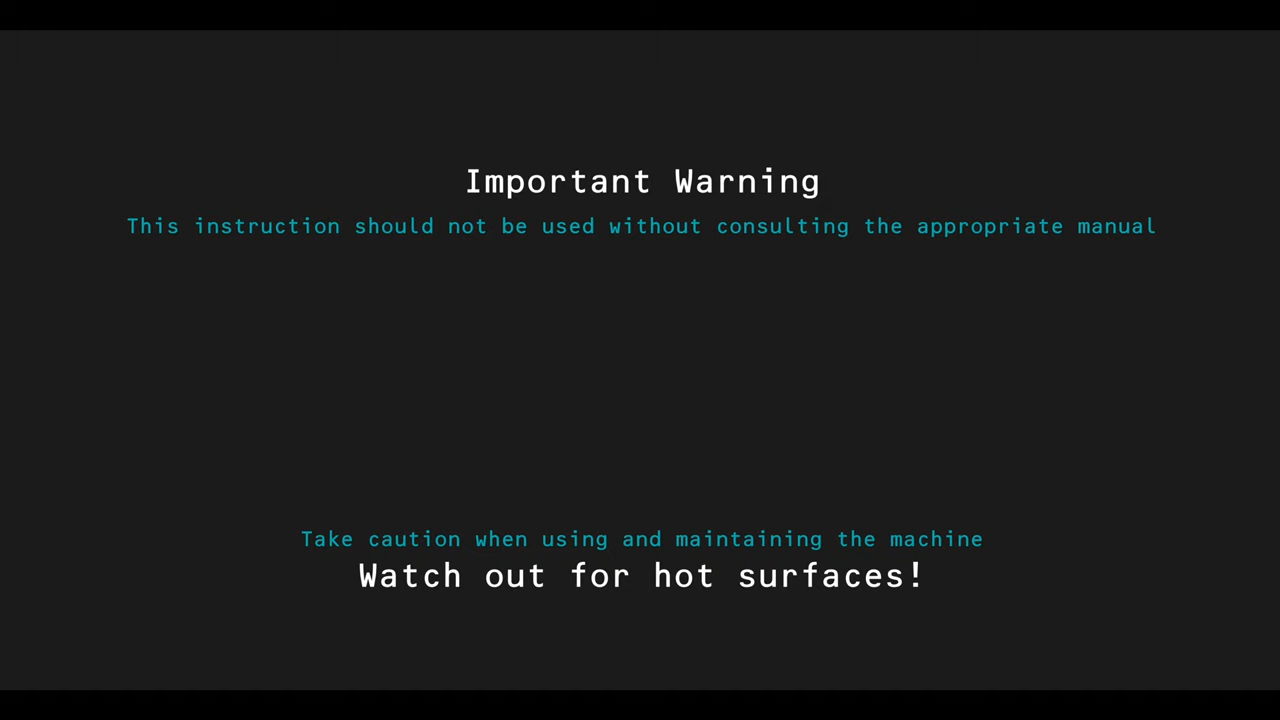 Important Warning
This instruction should not be used without consulting the appropriate manual
Take caution when using and maintaining the machine
Watch out for hot surfaces!